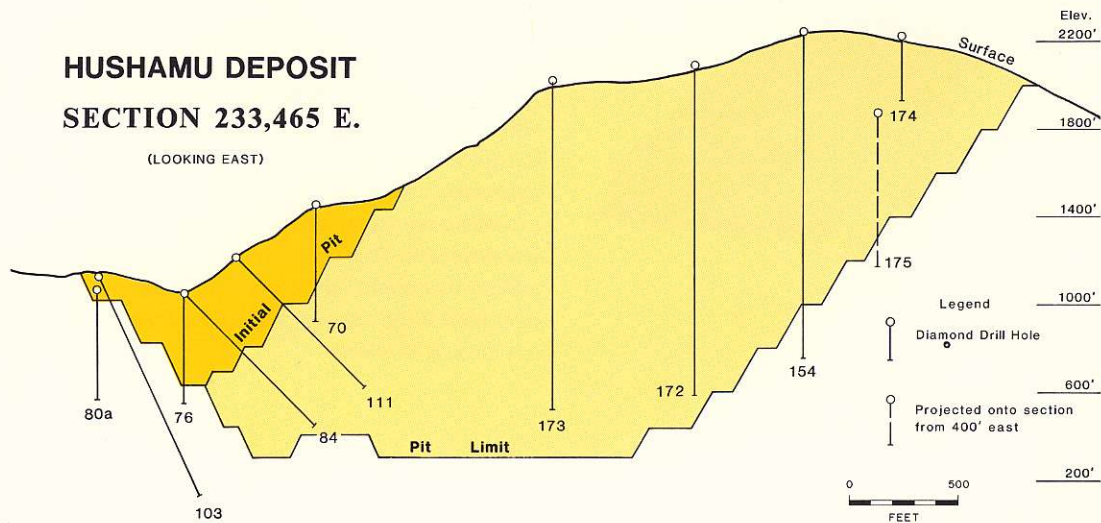 HUSHAMU DEPOSIT
SECTION 233,465 E.
(LOOKING EAST)
Elev.
2200'
Surface
174
1800'
1400'
Pit
175
Initial
70
Legend
1000'
Diamond Drill Hole
154
111
172
600'
80a
76
84
173
Projected onto section
from 400' east
Pit Limit
200'
103
0 500
FEET